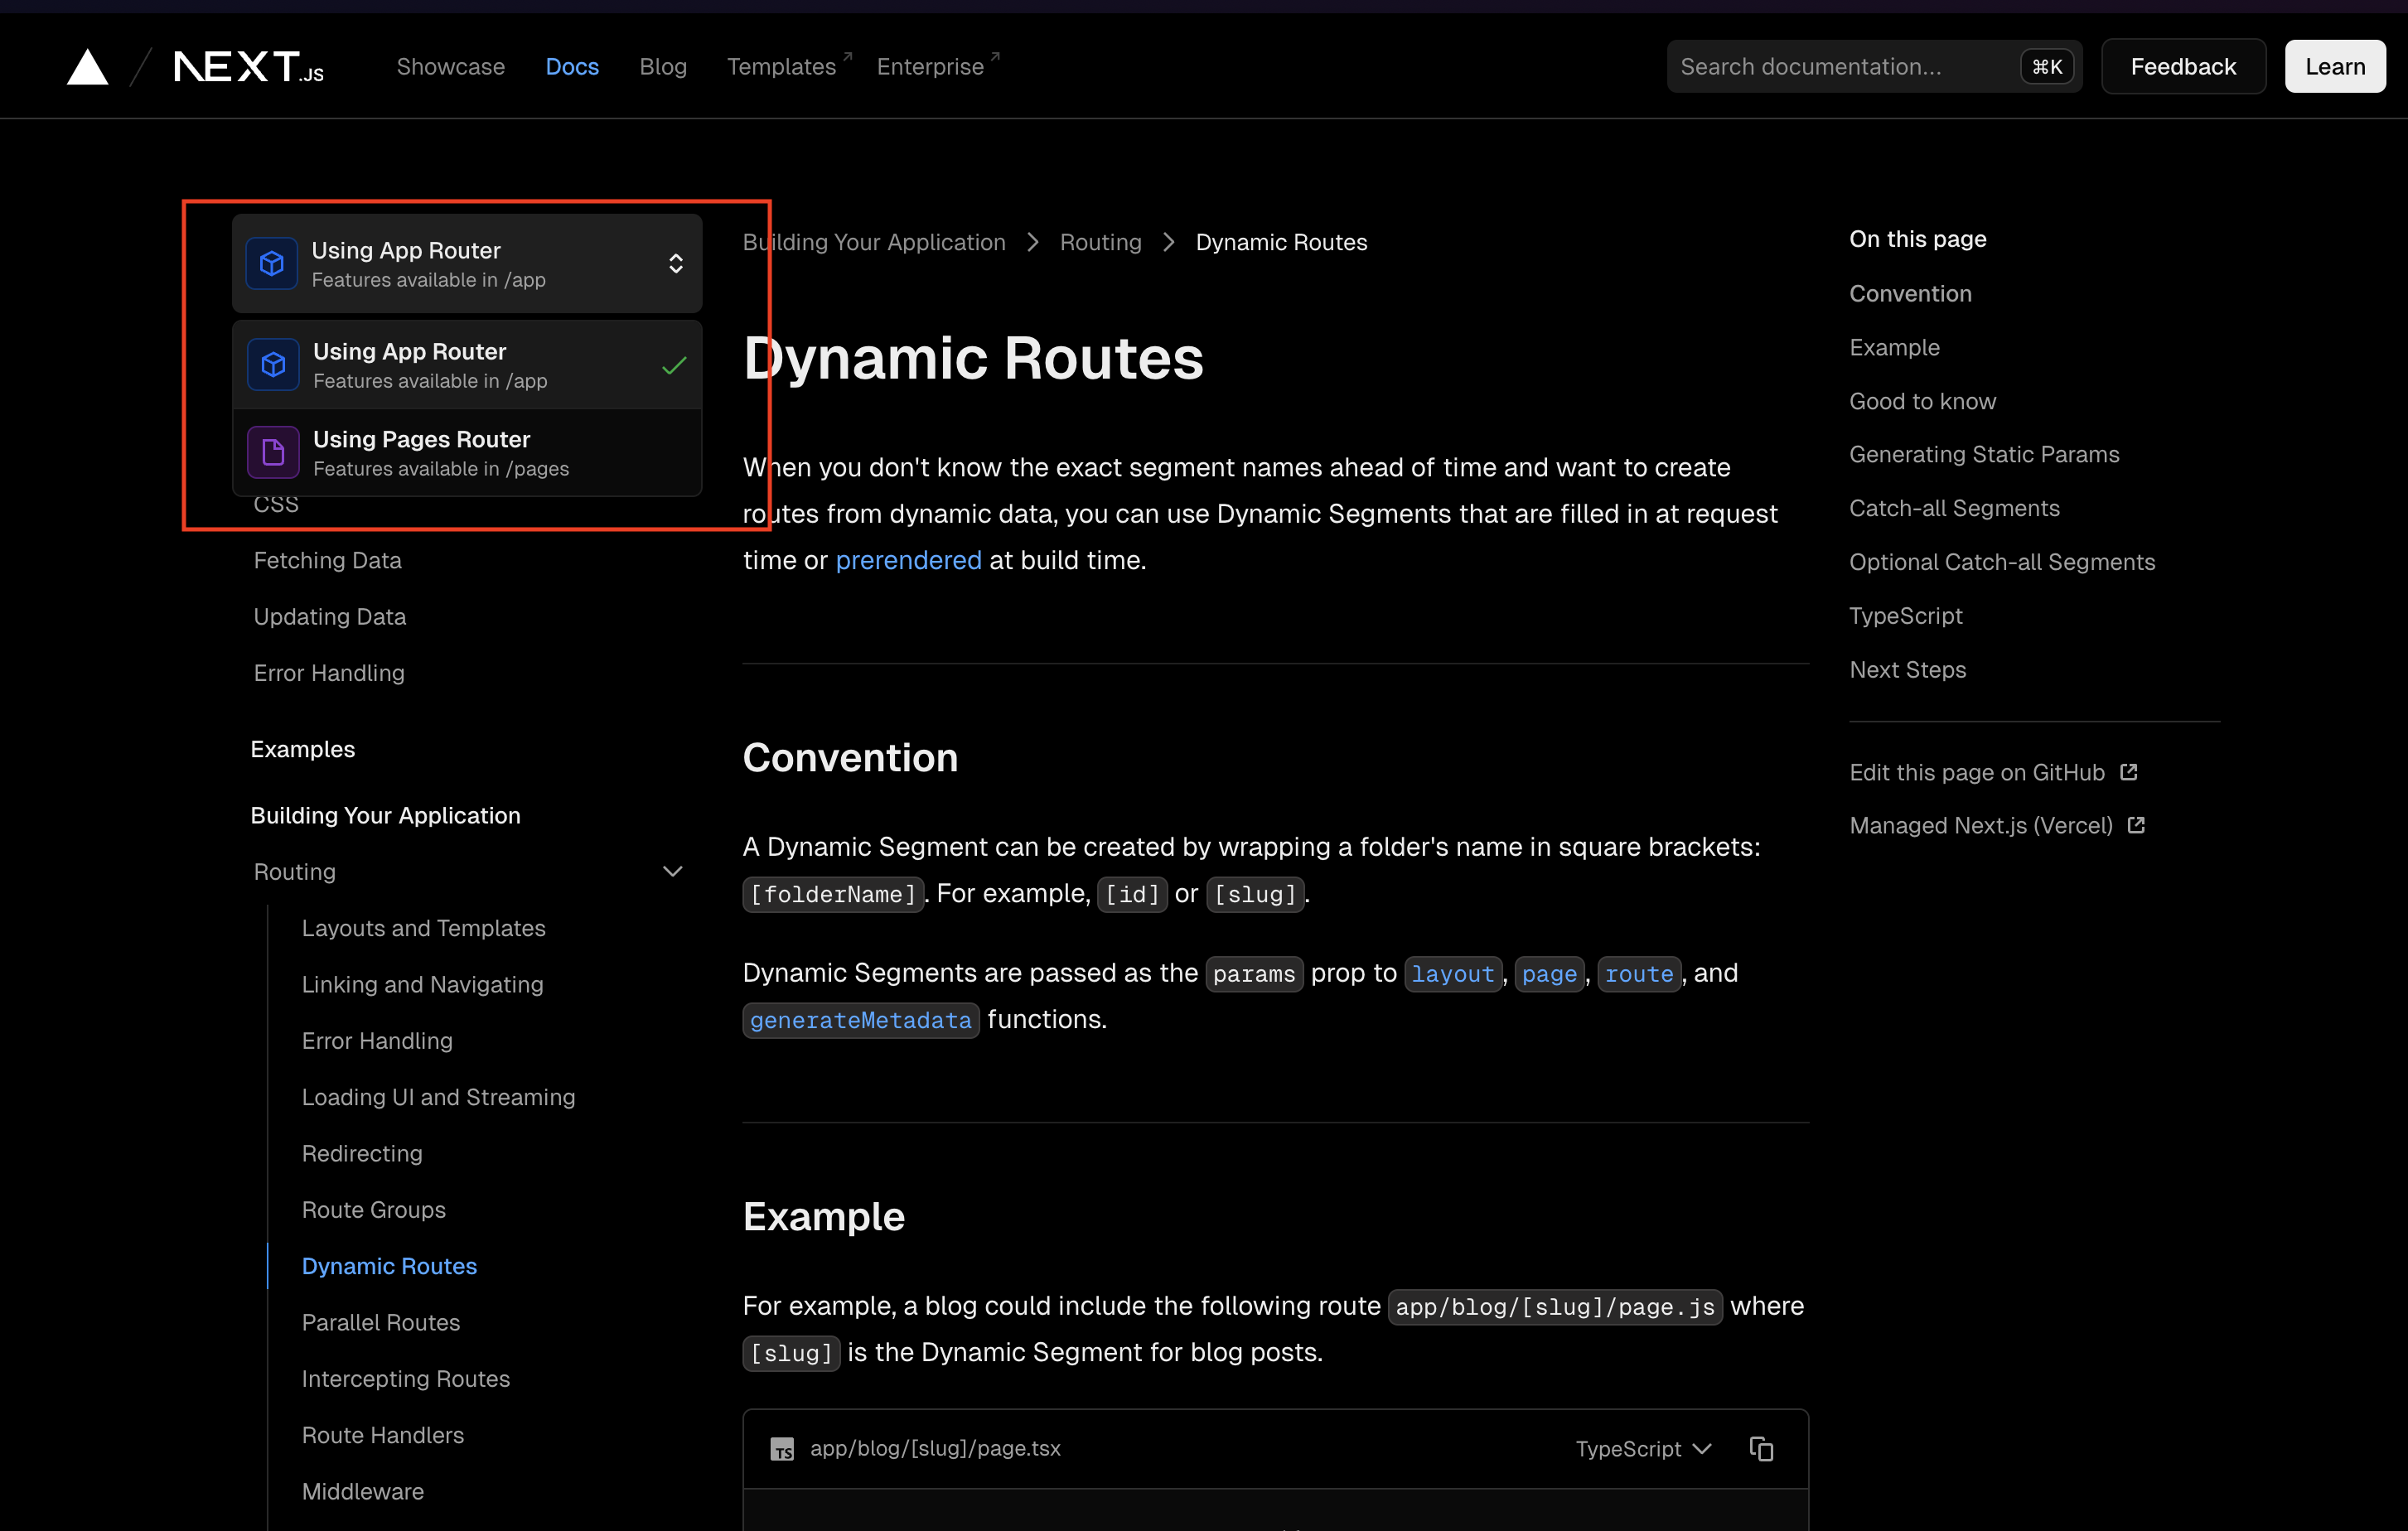 NEXT.JS
Showcase
Docs
Blog
Templates
Enterprise
Search documentation...
⌘K
Feedback
Learn
Using App Router
Features available in /app
Using App Router
Features available in /app
Using Pages Router
Features available in /pages
CSS
Fetching Data
Updating Data
Error Handling
Examples
Building Your Application
Routing
Layouts and Templates
Linking and Navigating
Error Handling
Loading UI and Streaming
Redirecting
Route Groups
Dynamic Routes
Parallel Routes
Intercepting Routes
Route Handlers
Middleware
Building Your Application > Routing > Dynamic Routes
Dynamic Routes
When you don't know the exact segment names ahead of time and want to create
routes from dynamic data, you can use Dynamic Segments that are filled in at request
time or prerendered at build time.
Convention
A Dynamic Segment can be created by wrapping a folder's name in square brackets:
[folderName]. For example, [id] or [slug].
Dynamic Segments are passed as the params prop to layout, page, route, and
generateMetadata functions.
Example
For example, a blog could include the following route app/blog/[slug]/page.js where
[slug] is the Dynamic Segment for blog posts.
TS
app/blog/[slug]/page.tsx
TypeScript
On this page
Convention
Example
Good to know
Generating Static Params
Catch-all Segments
Optional Catch-all Segments
TypeScript
Next Steps
Edit this page on GitHub
Managed Next.js (Vercel)